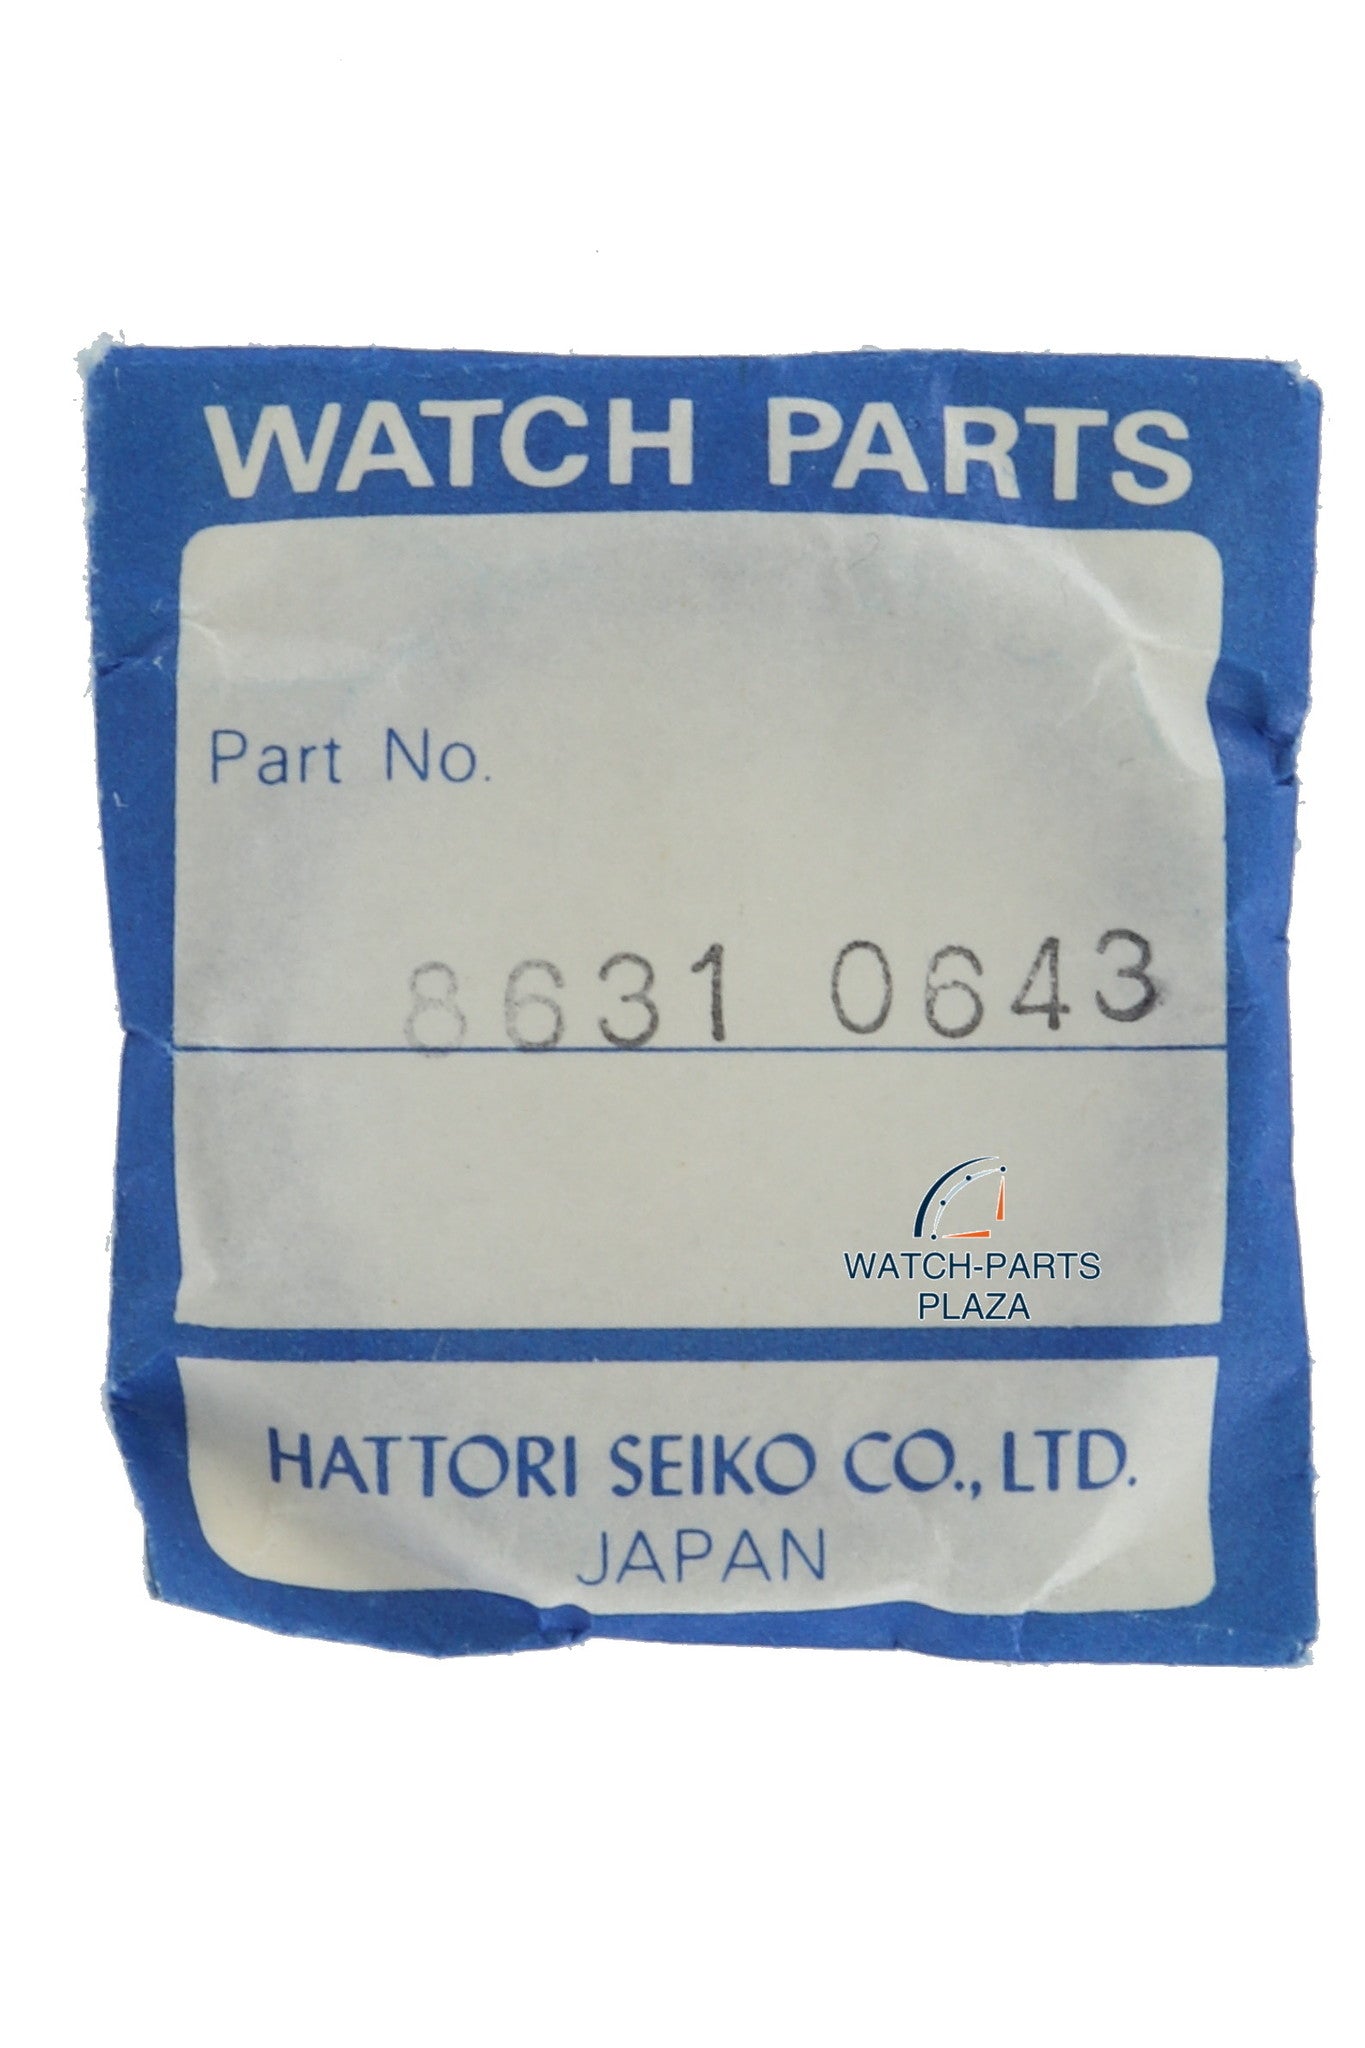 WATCH PARTS
Part No.
8631 0643
WATCH-PARTS
PLAZA
HATTORI SEIKO CO., LTD.
JAPAN